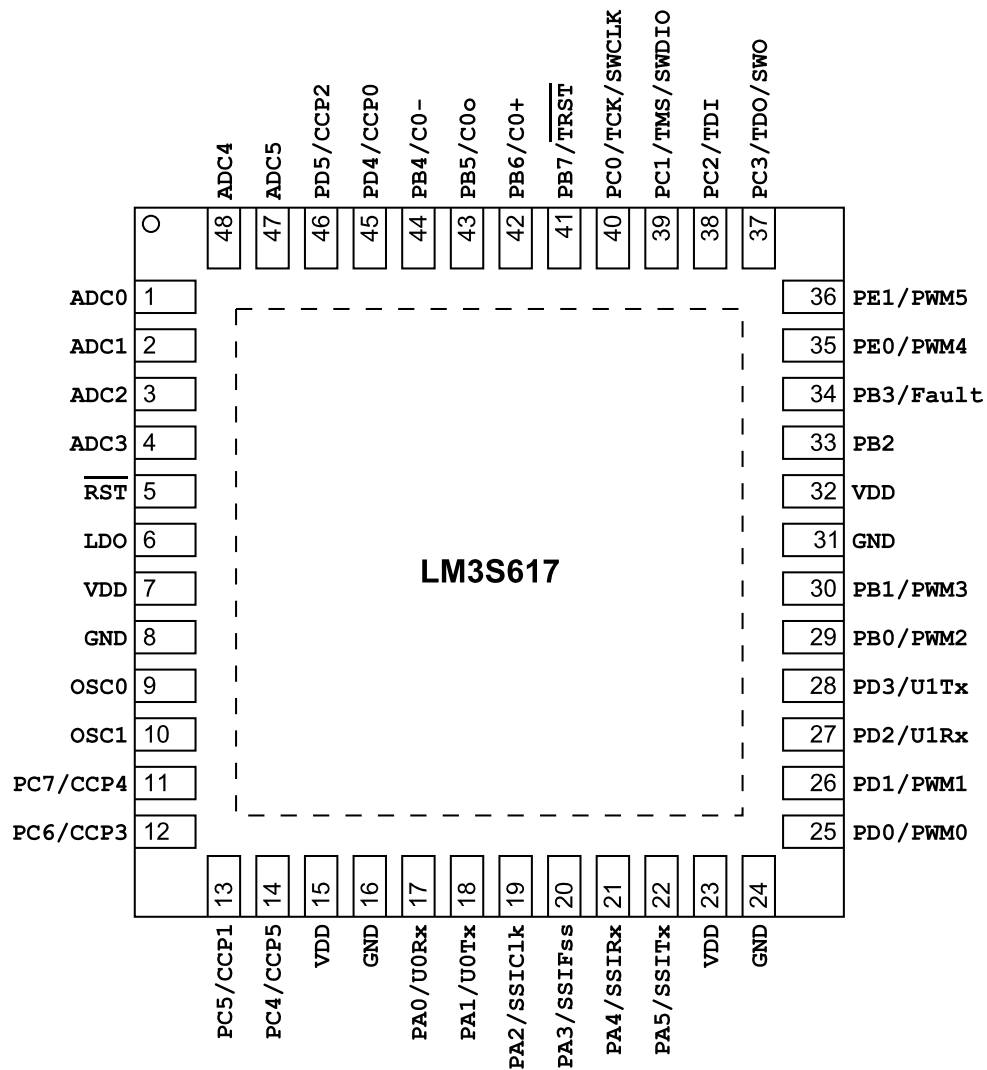 ADC4
ADC5
PD5/CCP2
PD4/CCP0
PB4/C0-
PB5/C0o
PB6/C0+
PB7/TRST
PC0/TCK/SWCLK
PC1/TMS/SWDIO
PC2/TDI
PC3/TDO/SWO
48
47
46
45
44
43
42
41
40
39
38
37
ADC0 1
ADC1 2
ADC2 3
ADC3 4
RST 5
LDO 6
VDD 7
GND 8
OSC0 9
OSC1 10
PC7/CCP4 11
PC6/CCP3 12
LM3S617
36 PE1/PWM5
35 PE0/PWM4
34 PB3/Fault
33 PB2
32 VDD
31 GND
30 PB1/PWM3
29 PB0/PWM2
28 PD3/U1Tx
27 PD2/U1Rx
26 PD1/PWM1
25 PD0/PWM0
13
14
15
16
17
18
19
20
21
22
23
24
PC5/CCP1
PC4/CCP5
VDD
GND
PA0/U0Rx
PA1/U0Tx
PA2/SSIClk
PA3/SSIFss
PA4/SSIRx
PA5/SSITx
VDD
GND